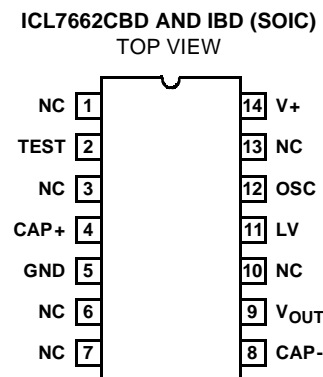 ICL7662CBD AND IBD (SOIC)
TOP VIEW
NC 1 14 V+
TEST 2 13 NC
NC 3 12 OSC
CAP+ 4 11 LV
GND 5 10 NC
NC 6 9 VOUT
NC 7 8 CAP-